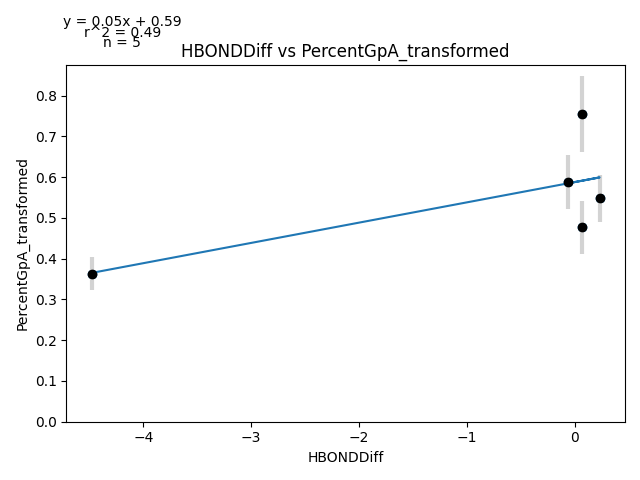 y = 0.05x + 0.59
r^2 = 0.49
n = 5
HBONDDiff vs PercentGpA_transformed
PercentGpA_transformed
0.8
0.7
0.6
0.5
0.4
0.3
0.2
0.1
0.0
−4
−3
−2
−1
0
HBONDDiff